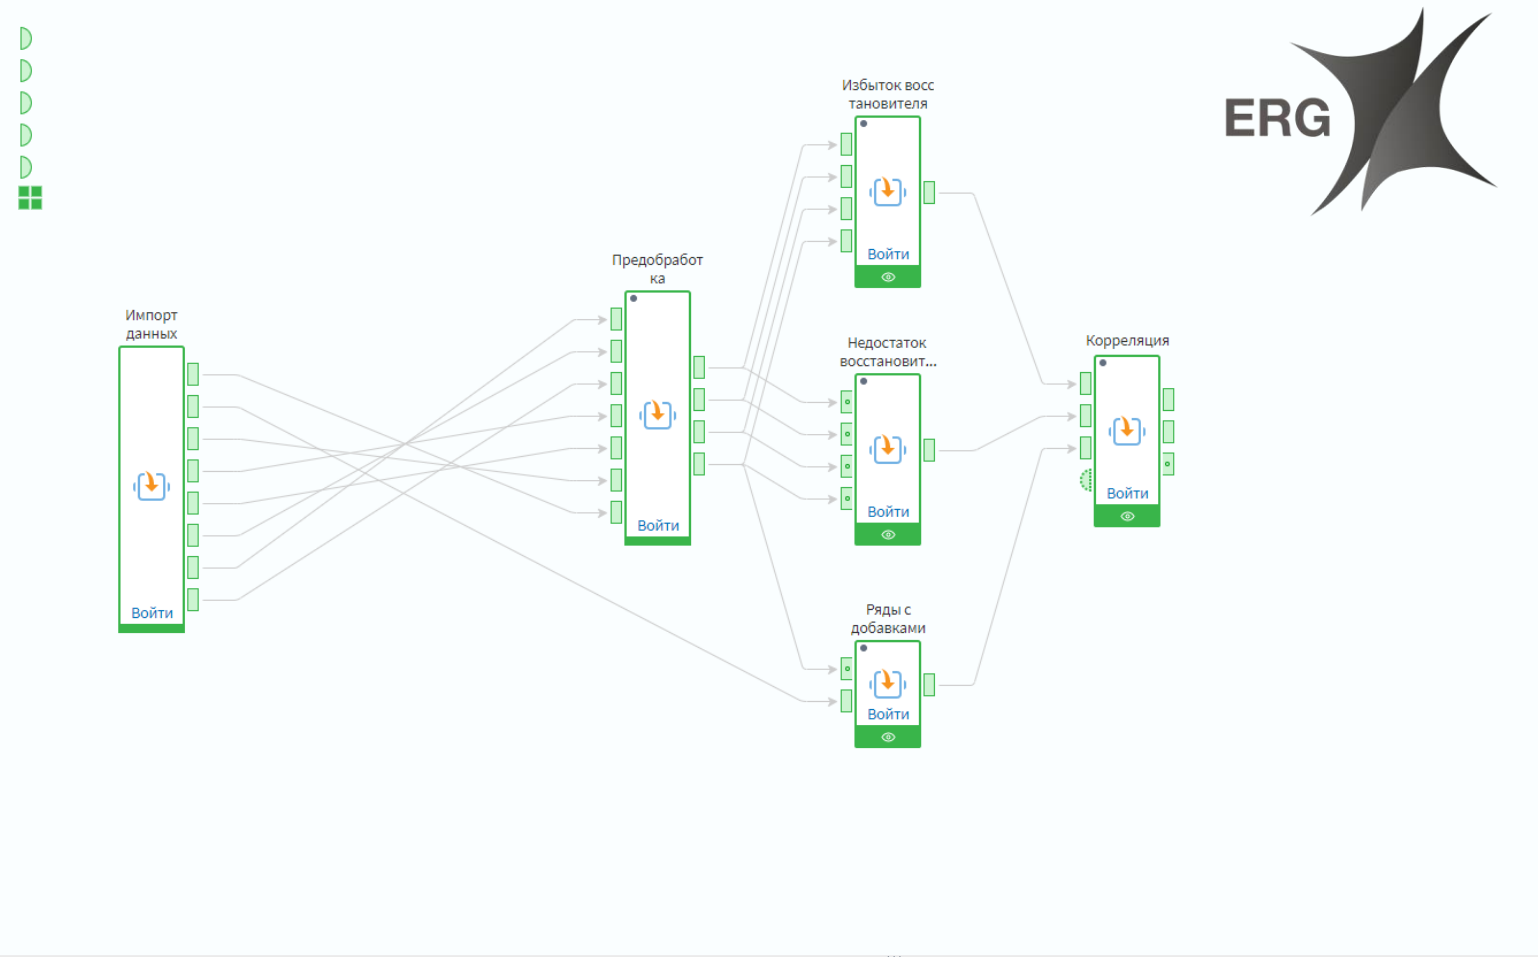 Избыток восс
тановителя
ERG
Войти
Предобработ
ка
Войти
Импорт
данных
Войти
Недостаток
восстановит...
Войти
Корреляция
Войти
Ряды с
добавками
Войти